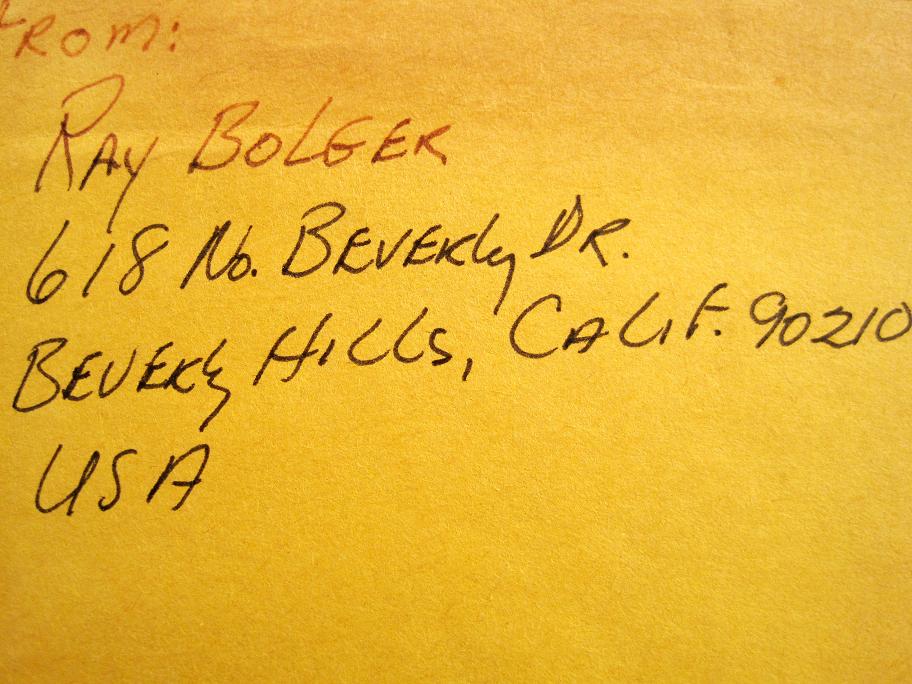 From:
Ray Bolger
618 No. Beverly Dr.
Beverly Hills, Calif. 90210
USA